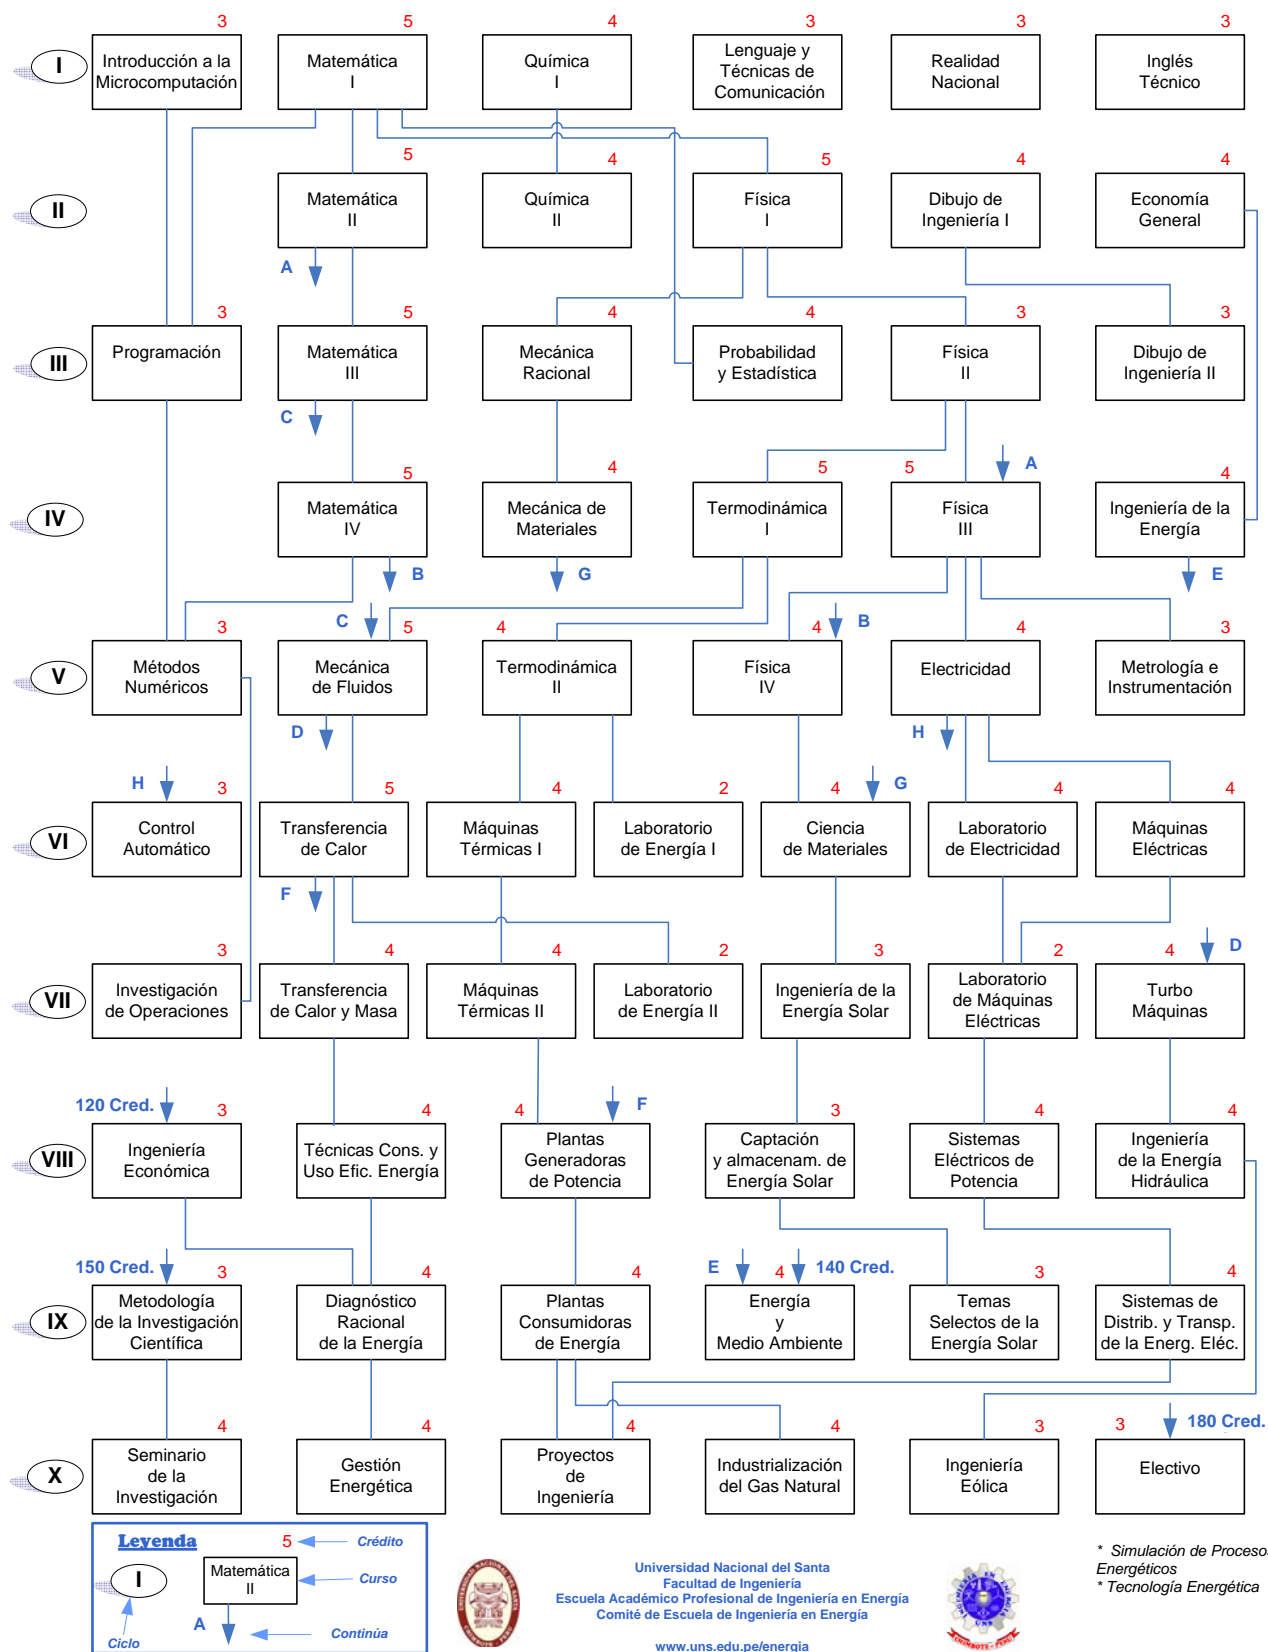 3 5 4 3 3 3
I
Introducción a la
Microcomputación
Matemática
I
Química
I
Lenguaje y
Técnicas de
Comunicación
Realidad
Nacional
Inglés
Técnico
5 4 5 4 4
II
Matemática
II
Química
II
Física
I
Dibujo de
Ingeniería I
Economía
General
A
3 5 4 4 3 3
III
Programación
Matemática
III
Mecánica
Racional
Probabilidad
y Estadística
Física
II
Dibujo de
Ingeniería II
C
A
5 4 5 5 4
IV
Matemática
IV
Mecánica de
Materiales
Termodinámica
I
Física
III
Ingeniería de la
Energía
B G E
C B
3 5 4 4 4 3
V
Métodos
Numéricos
Mecánica
de Fluidos
Termodinámica
II
Física
IV
Electricidad
Metrología e
Instrumentación
D H
H G
3 5 4 2 4 4 4
VI
Control
Automático
Transferencia
de Calor
Máquinas
Térmicas I
Laboratorio
de Energía I
Ciencia
de Materiales
Laboratorio
de Electricidad
Máquinas
Eléctricas
F
D
3 4 4 2 3 2 4
VII
Investigación
de Operaciones
Transferencia
de Calor y Masa
Máquinas
Térmicas II
Laboratorio
de Energía II
Ingeniería de la
Energía Solar
Laboratorio
de Máquinas
Eléctricas
Turbo
Máquinas
120 Cred. F
3 4 4 3 4 4
VIII
Ingeniería
Económica
Técnicas Cons. y
Uso Efic. Energía
Plantas
Generadoras
de Potencia
Captación
y almacenam. de
Energía Solar
Sistemas
Eléctricos de
Potencia
Ingeniería
de la Energía
Hidráulica
150 Cred. E 140 Cred.
3 4 4 4 3 4
IX
Metodología
de la Investigación
Científica
Diagnóstico
Racional
de la Energía
Plantas
Consumidoras
de Energía
Energía
y
Medio Ambiente
Temas
Selectos de la
Energía Solar
Sistemas de
Distrib. y Transp.
de la Energ. Eléc.
180 Cred.
4 4 4 4 3 3
X
Seminario
de la
Investigación
Gestión
Energética
Proyectos
de
Ingeniería
Industrialización
del Gas Natural
Ingeniería
Eólica
Electivo
Leyenda
5 Crédito
I
Matemática
II
Curso
A
Continúa
Ciclo
Universidad Nacional del Santa
Facultad de Ingeniería
Escuela Académico Profesional de Ingeniería en Energía
Comité de Escuela de Ingeniería en Energía
www.uns.edu.pe/energia
* Simulación de Proceso
Energéticos
* Tecnología Energética